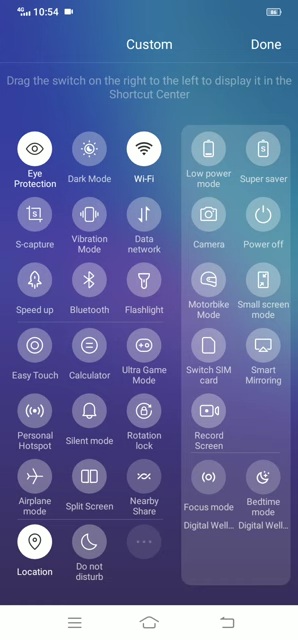 4G 10:54 66
Custom
Done
Drag the switch on the right to the left to display it in the
Shortcut Center
Eye
Protection
Dark Mode
Wi-Fi
Low power
mode
Super saver
S-capture
Vibration
Mode
Data
network
Camera
Power off
Speed up
Bluetooth
Flashlight
Motorbike
Mode
Small screen
mode
Easy Touch
Calculator
Ultra Game
Mode
Switch SIM
card
Smart
Mirroring
Personal
Hotspot
Silent mode
Rotation
lock
Record
Screen
Airplane
mode
Split Screen
Nearby
Share
Focus mode
Digital Well...
Bedtime
mode
Digital Well...
Location
Do not
disturb